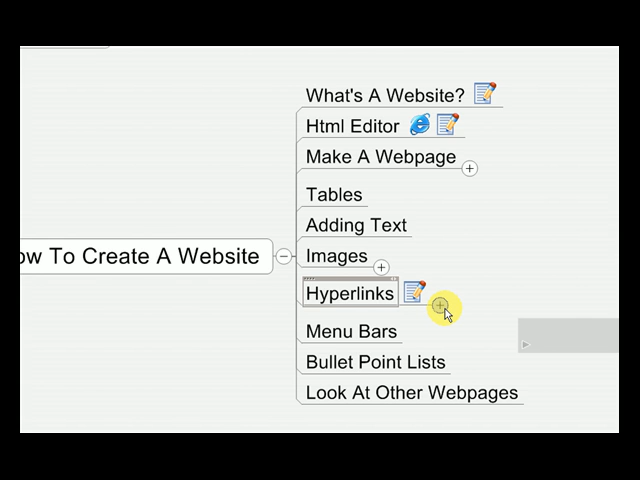 What's A Website?
Html Editor
Make A Webpage
Tables
Adding Text
ow To Create A Website
Images
Hyperlinks
Menu Bars
Bullet Point Lists
Look At Other Webpages